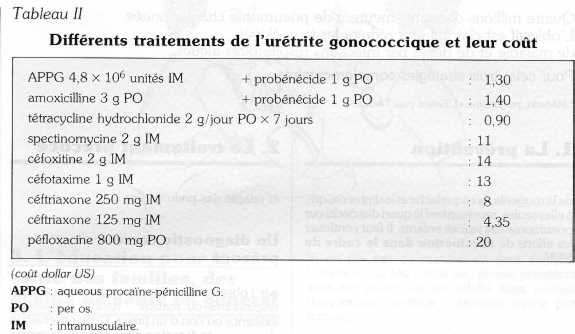 Tableau II
Différents traitements de l'urétrite gonococcique et leur coût
APPG 4,8 × 10⁶ unités IM + probénécide 1 g PO : 1,30
amoxicilline 3 g PO + probénécide 1 g PO : 1,40
tétracycline hydrochlonide 2 g/jour PO × 7 jours : 0,90
spectinomycine 2 g IM : 11
céfoxitine 2 g IM : 14
céfotaxime 1 g IM : 13
céftriaxone 250 mg IM : 8
céftriaxone 125 mg IM : 4,35
péfloxacine 800 mg PO : 20
(coût dollar US)
APPG : aqueous procaïne-pénicilline G.
PO : per os.
IM : intramusculaire.